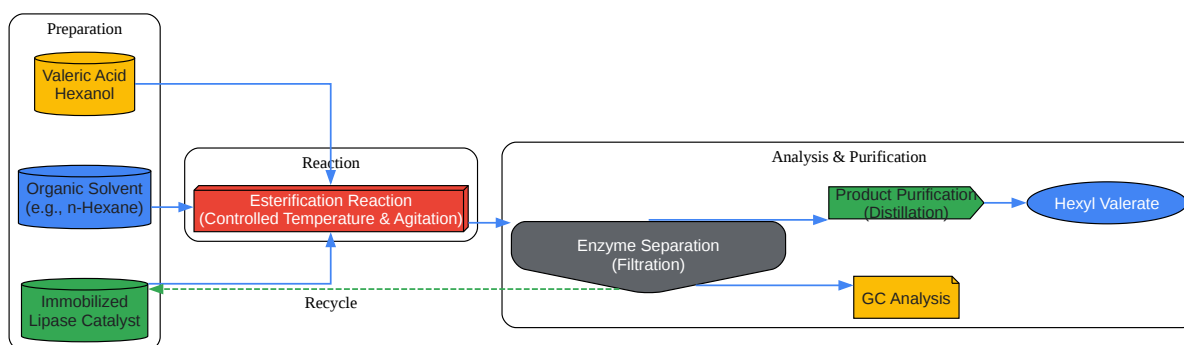 Preparation
Valeric Acid
Hexanol
Organic Solvent
(e.g., n-Hexane)
Immobilized
Lipase Catalyst
Reaction
Esterification Reaction
(Controlled Temperature & Agitation)
Recycle
Analysis & Purification
Enzyme Separation
(Filtration)
Product Purification
(Distillation)
Hexyl Valerate
GC Analysis